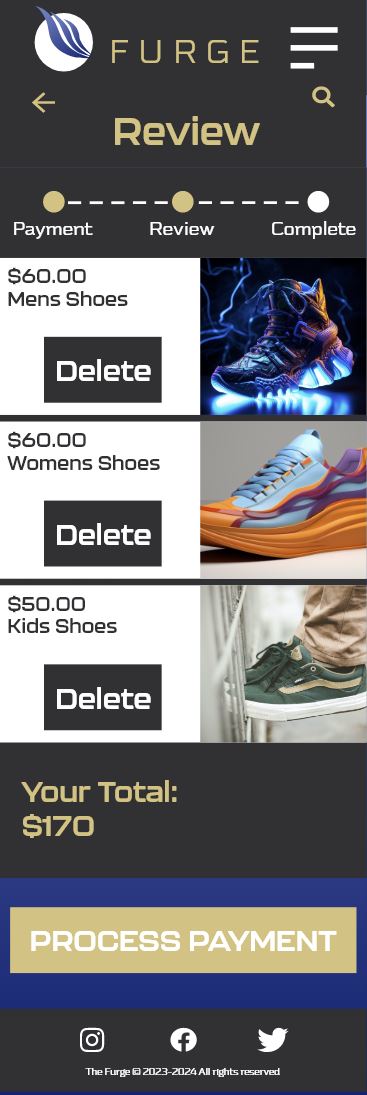 FURGE
Review
Payment Review Complete
$60.00
Mens Shoes
Delete
$60.00
Womens Shoes
Delete
$50.00
Kids Shoes
Delete
Your Total:
$170
PROCESS PAYMENT
The Furge © 2023-2024 All rights reserved